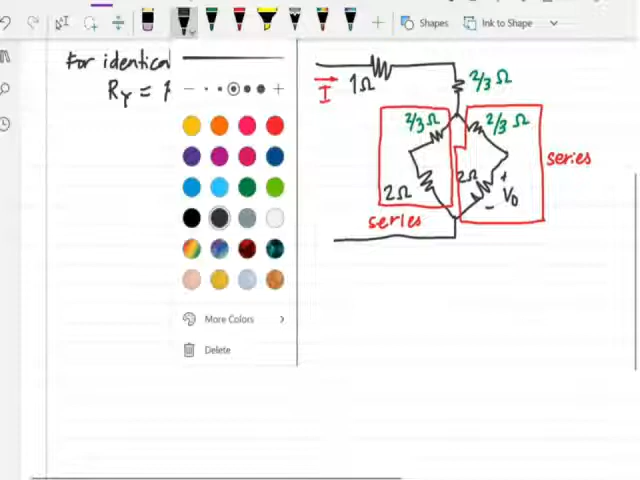 Shapes
Ink to Shape
For identical
Ry =
1Ω
I
2/3 Ω
2/3 Ω
2/3 Ω
2Ω
2Ω
+
V0
−
series
series
More Colors
Delete